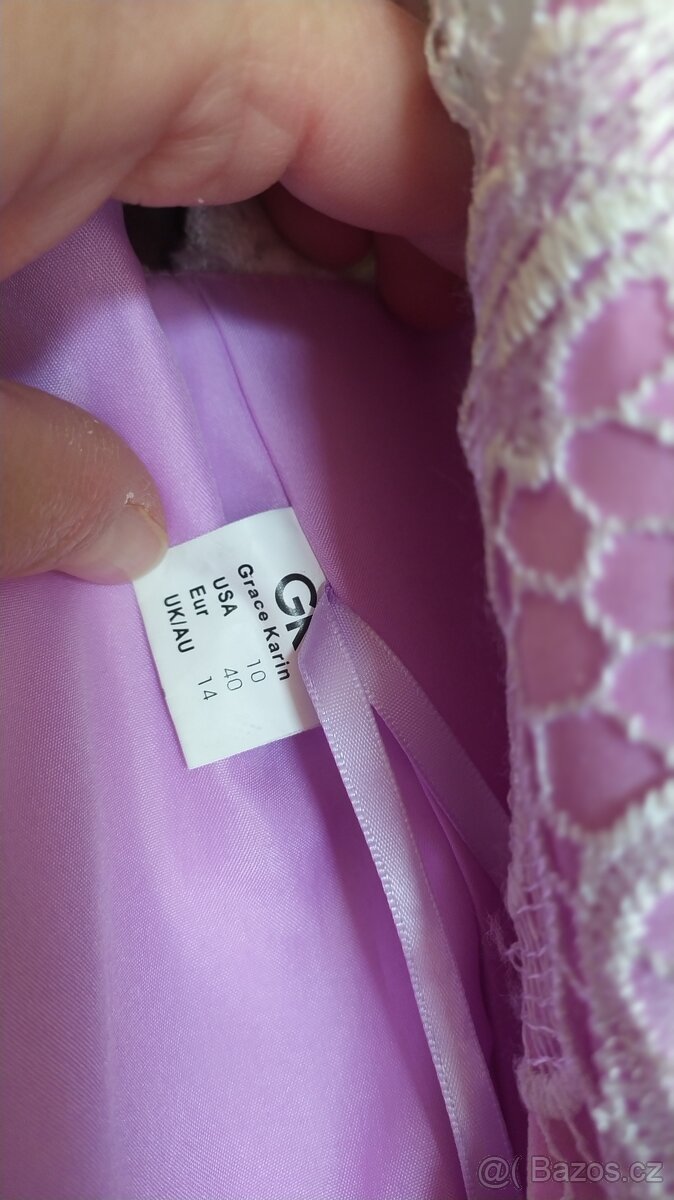 GK
Grace Karin
USA 10
Eur 40
UK/AU 14
@( Bazos.cz